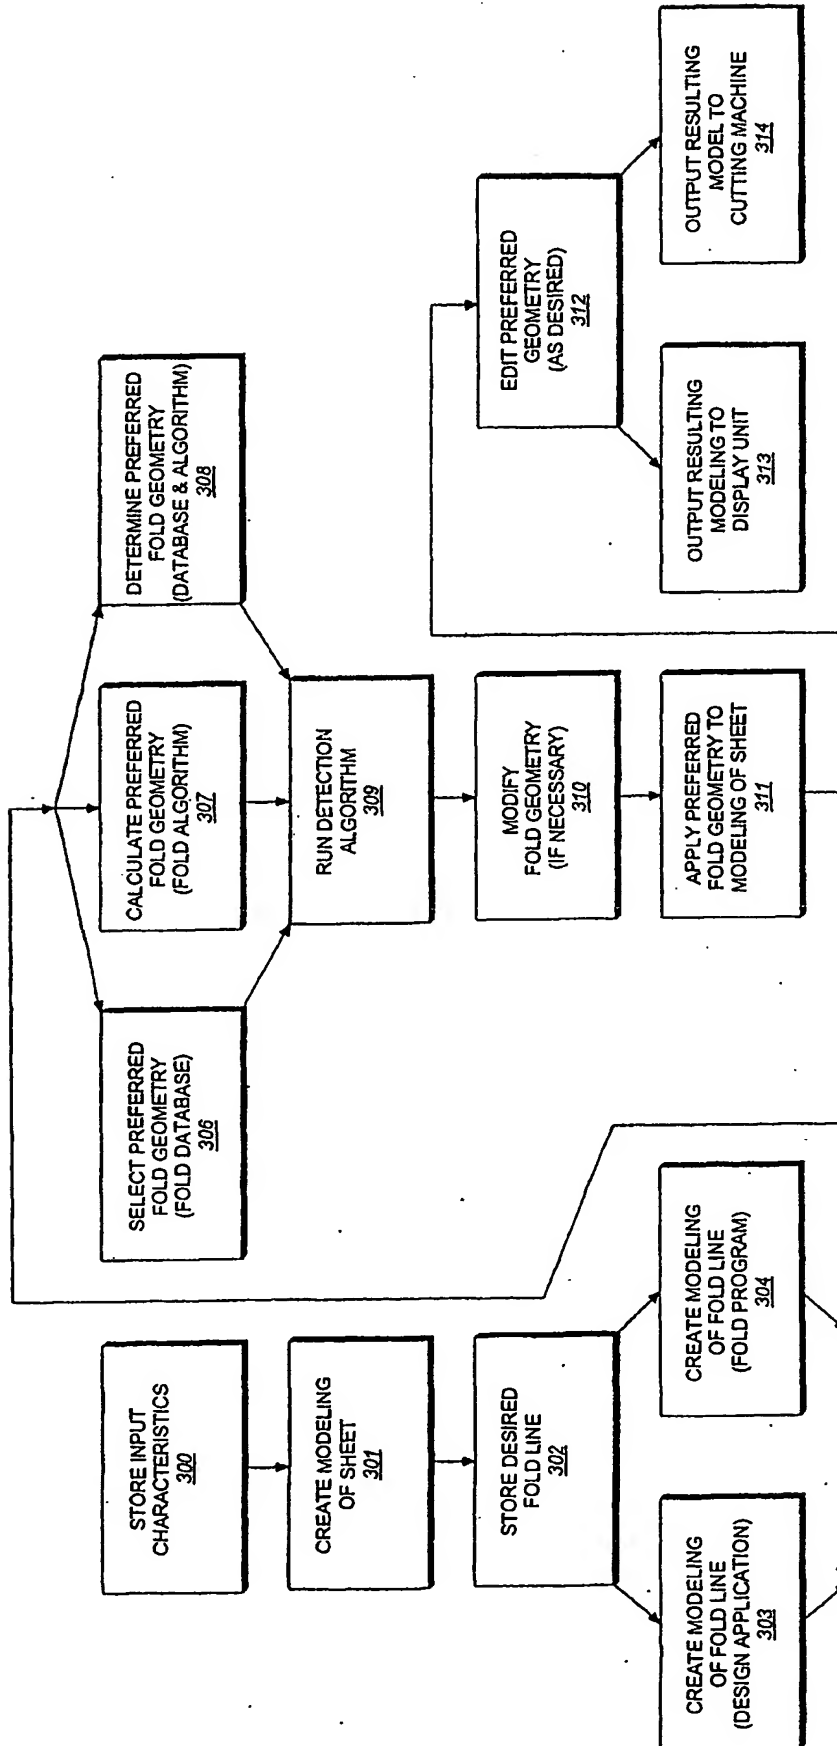 STORE INPUT
CHARACTERISTICS
300
CREATE MODELING
OF SHEET
301
STORE DESIRED
FOLD LINE
302
CREATE MODELING
OF FOLD LINE
(DESIGN APPLICATION)
303
CREATE MODELING
OF FOLD LINE
(FOLD PROGRAM)
304
SELECT PREFERRED
FOLD GEOMETRY
(FOLD DATABASE)
306
CALCULATE PREFERRED
FOLD GEOMETRY
(FOLD ALGORITHM)
307
DETERMINE PREFERRED
FOLD GEOMETRY
(DATABASE & ALGORITHM)
308
RUN DETECTION
ALGORITHM
309
MODIFY
FOLD GEOMETRY
(IF NECESSARY)
310
APPLY PREFERRED
FOLD GEOMETRY TO
MODELING OF SHEET
311
EDIT PREFERRED
GEOMETRY
(AS DESIRED)
312
OUTPUT RESULTING
MODELING TO
DISPLAY UNIT
313
OUTPUT RESULTING
MODEL TO
CUTTING MACHINE
314